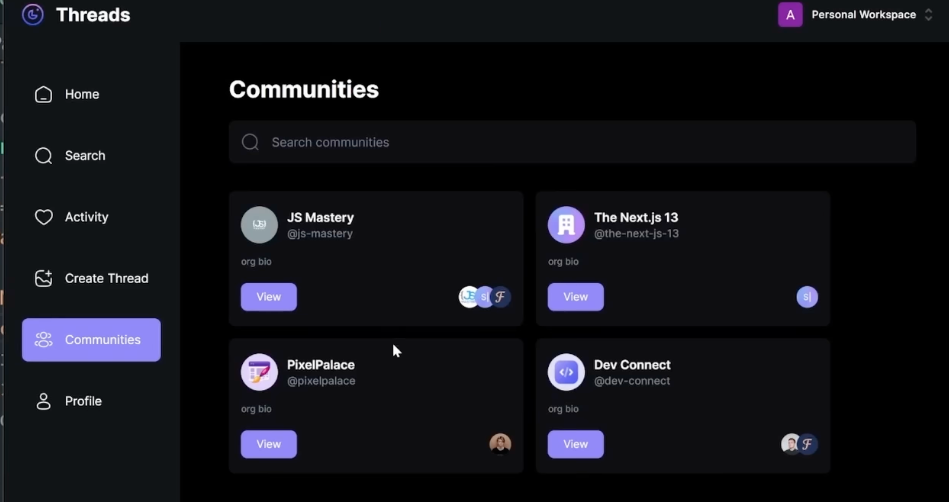 Threads
A
Personal Workspace
Home
Search
Activity
Create Thread
Communities
Profile
Communities
Search communities
JS Mastery
@js-mastery
org bio
View
The Next.js 13
@the-next-js-13
org bio
View
PixelPalace
@pixelpalace
org bio
View
Dev Connect
@dev-connect
org bio
View